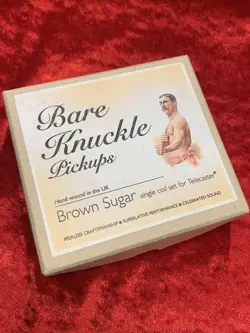 Bare
Knuckle
Pickups
Hand wound in the UK
Brown Sugar single coil set for Telecaster®
PEERLESS CRAFTSMANSHIP ● SUPERLATIVE PERFORMANCE ● CELEBRATED SOUND